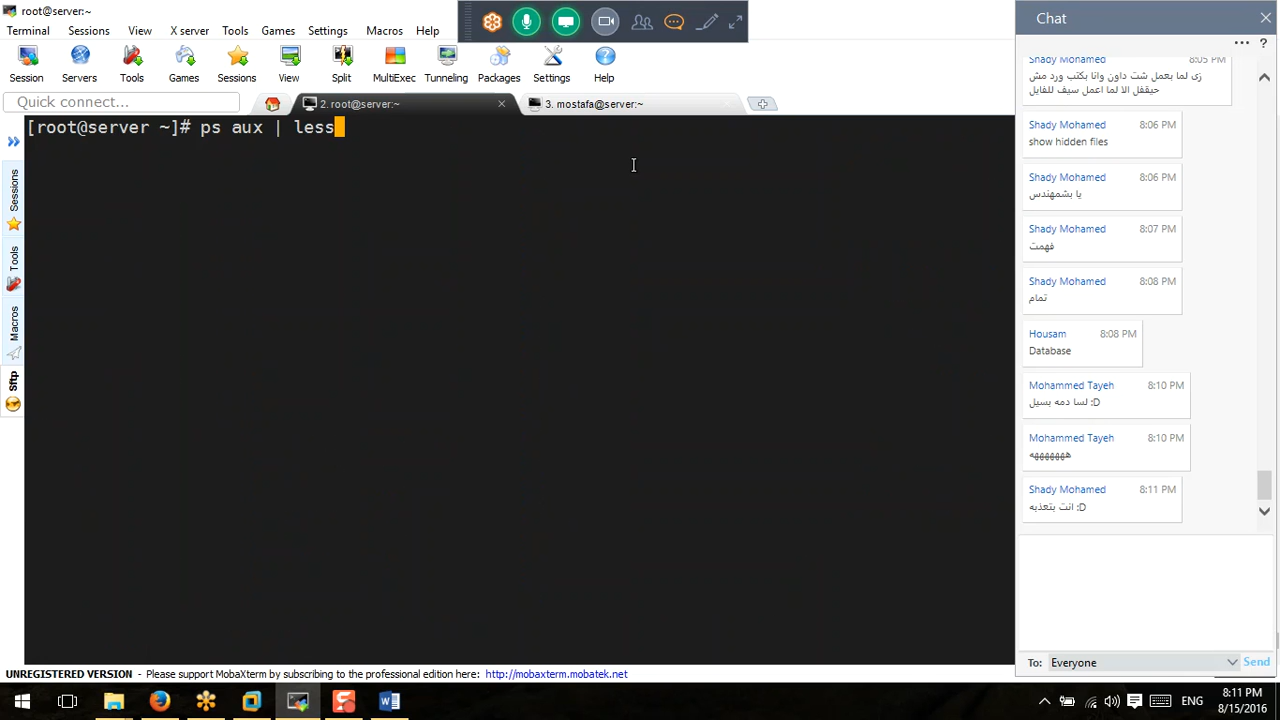 root@server:~
Terminal Sessions View X server Tools Games Settings Macros Help
Session Servers Tools Games Sessions View Split MultiExec Tunneling Packages Settings Help
Quick connect...
2. root@server:~
3. mostafa@server:~
[root@server ~]# ps aux | less
Sessions
Tools
Macros
Sftp
Chat
Shady Mohamed 8:05 PM
زى لما بعمل شت داون وانا بكتب ورد مش
حيقفل الا لما اعمل سيف للفايل
Shady Mohamed 8:06 PM
show hidden files
Shady Mohamed 8:06 PM
يا بشمهندس
Shady Mohamed 8:07 PM
فهمت
Shady Mohamed 8:08 PM
تمام
Housam 8:08 PM
Database
Mohammed Tayeh 8:10 PM
لسا دمه بسيل :D
Mohammed Tayeh 8:10 PM
ههههههههه
Shady Mohamed 8:11 PM
انت بتعذبه :D
To: Everyone Send
UNREGISTERED VERSION - Please support MobaXterm by subscribing to the professional edition here: http://mobaxterm.mobatek.net
ENG
8:11 PM
8/15/2016